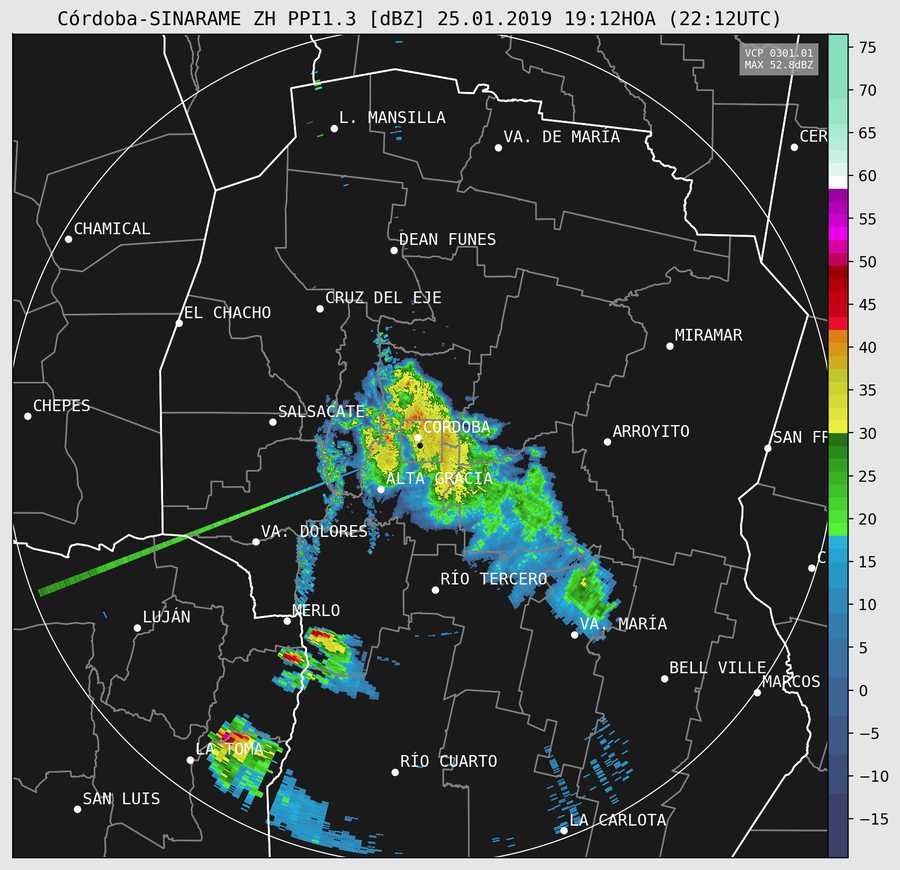 Córdoba-SINARAME ZH PPI1.3 [dBZ] 25.01.2019 19:12HOA (22:12UTC)
VCP 0301.01
MAX 52.8dBZ
75
70
65
60
55
50
45
40
35
30
25
20
15
10
5
0
−5
−10
−15
L. MANSILLA
VA. DE MARÍA
CER
CHAMICAL
DEAN FUNES
CRUZ DEL EJE
EL CHACHO
MIRAMAR
CHEPES
SALSACATE
CÓRDOBA
ARROYITO
SAN FR
ALTA GRACIA
VA. DOLORES
C
RÍO TERCERO
LUJÁN
MERLO
VA. MARÍA
BELL VILLE
MARCOS
LA TOMA
RÍO CUARTO
SAN LUIS
LA CARLOTA